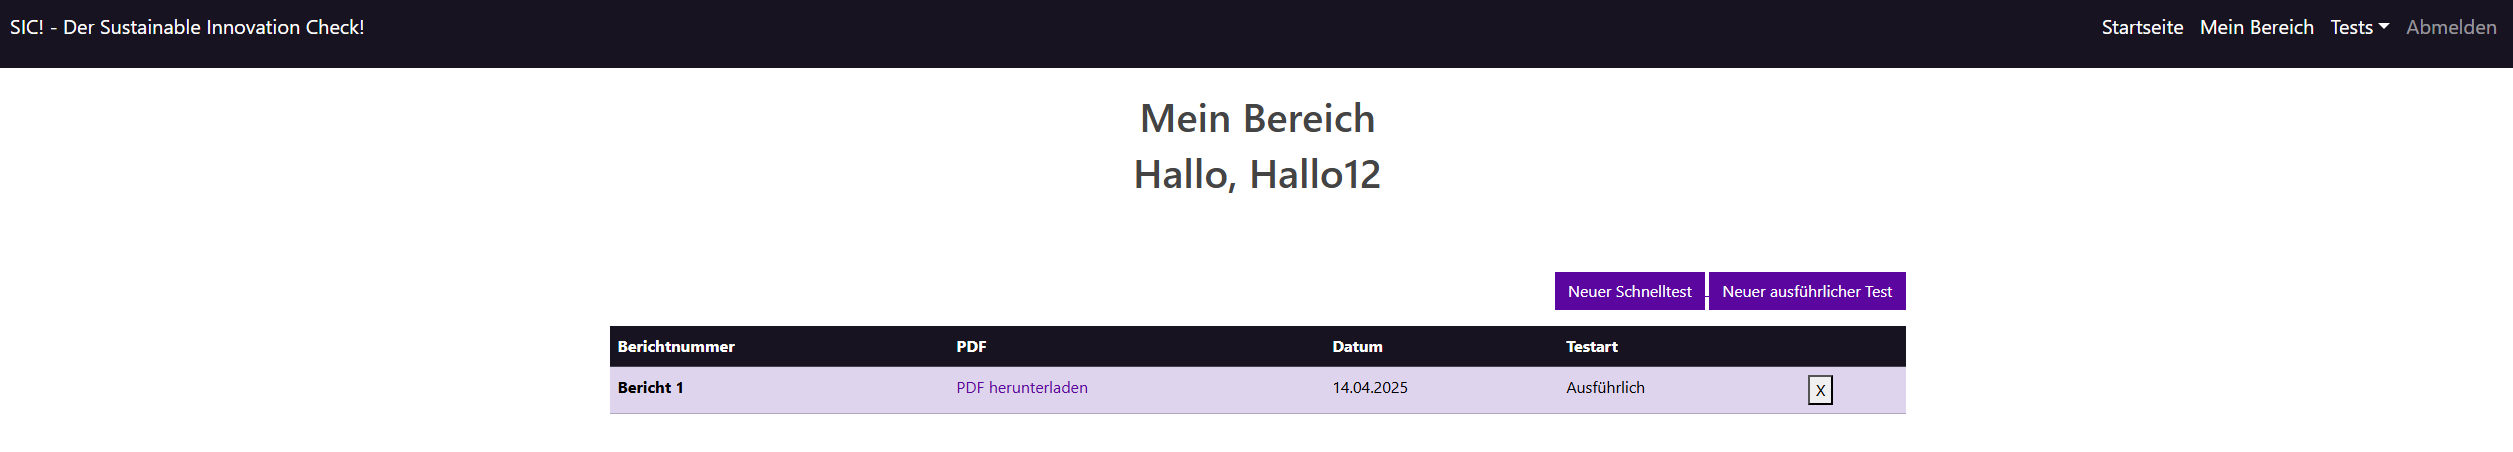 SIC! - Der Sustainable Innovation Check! Startseite Mein Bereich Tests Abmelden
Mein Bereich
Hallo, Hallo12
Neuer Schnelltest Neuer ausführlicher Test
Berichtnummer PDF Datum Testart
Bericht 1 PDF herunterladen 14.04.2025 Ausführlich X